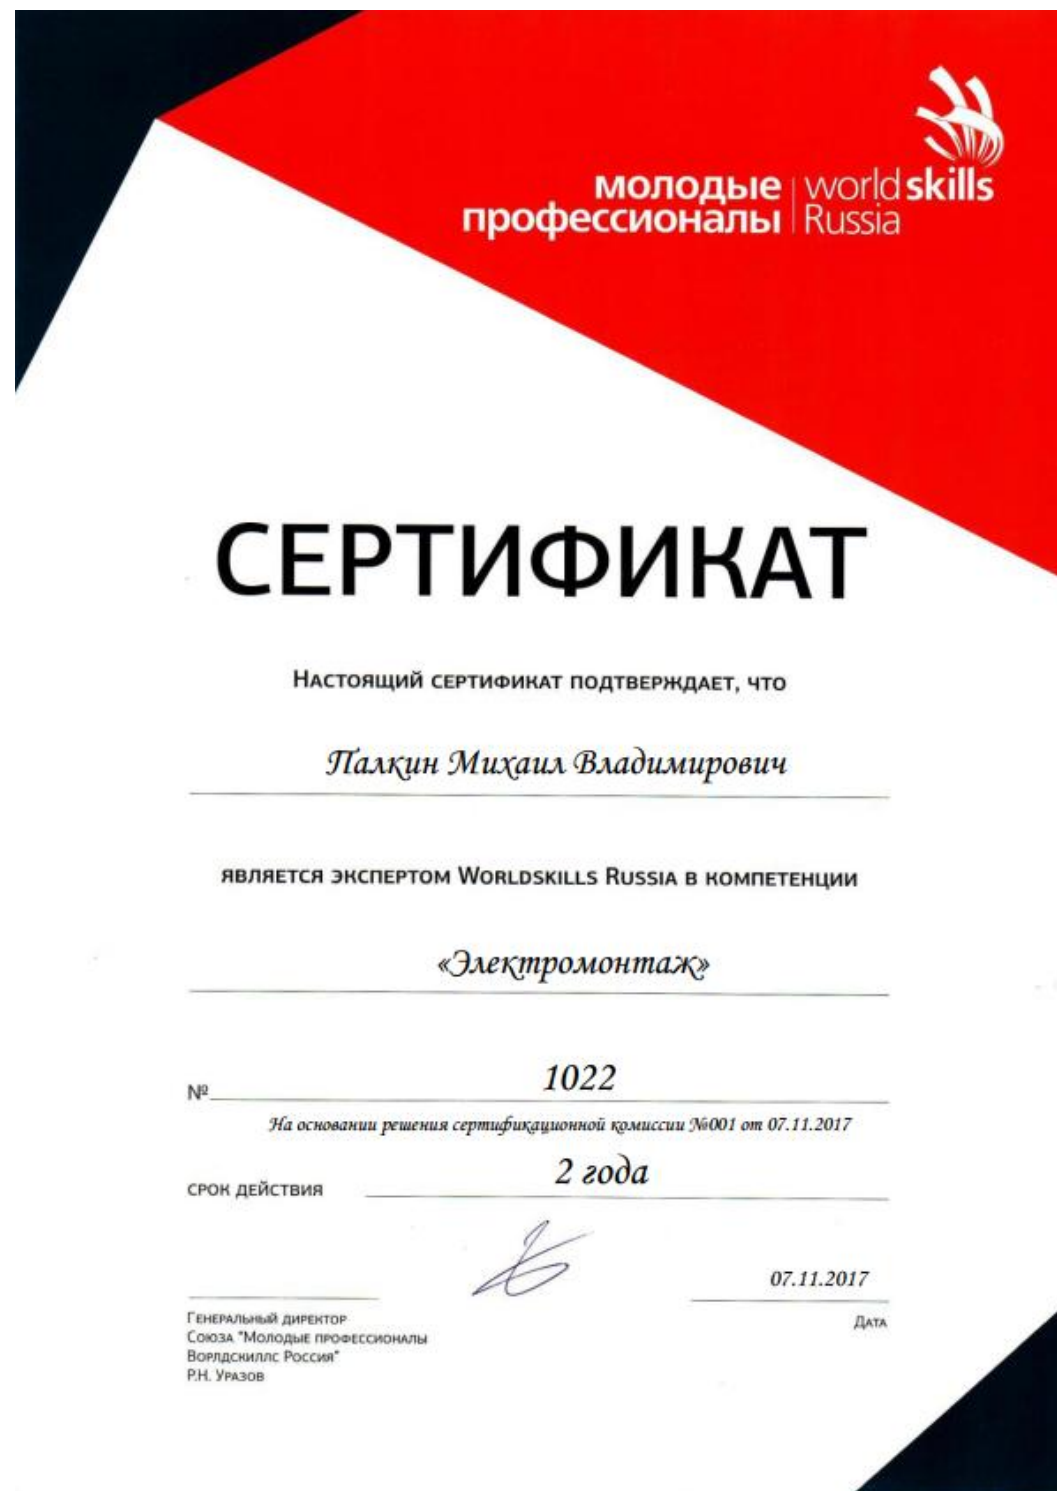 молодые профессионалы
world skills Russia
СЕРТИФИКАТ
Настоящий сертификат подтверждает, что
Палкин Михаил Владимирович
является экспертом Worldskills Russia в компетенции
«Электромонтаж»
№ 1022
На основании решения сертификационной комиссии №001 от 07.11.2017
срок действия 2 года
07.11.2017
Генеральный директор
Дата
Союза "Молодые профессионалы
Ворлдскиллс Россия"
Р.Н. Уразов